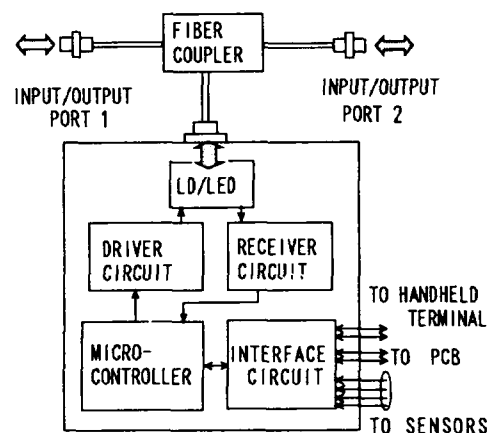 FIBER
COUPLER
INPUT/OUTPUT
PORT 1
INPUT/OUTPUT
PORT 2
LD/LED
DRIVER
CIRCUIT
RECEIVER
CIRCUIT
TO HANDHELD
TERMINAL
MICRO-
CONTROLLER
INTERFACE
CIRCUIT
TO PCB
TO SENSORS